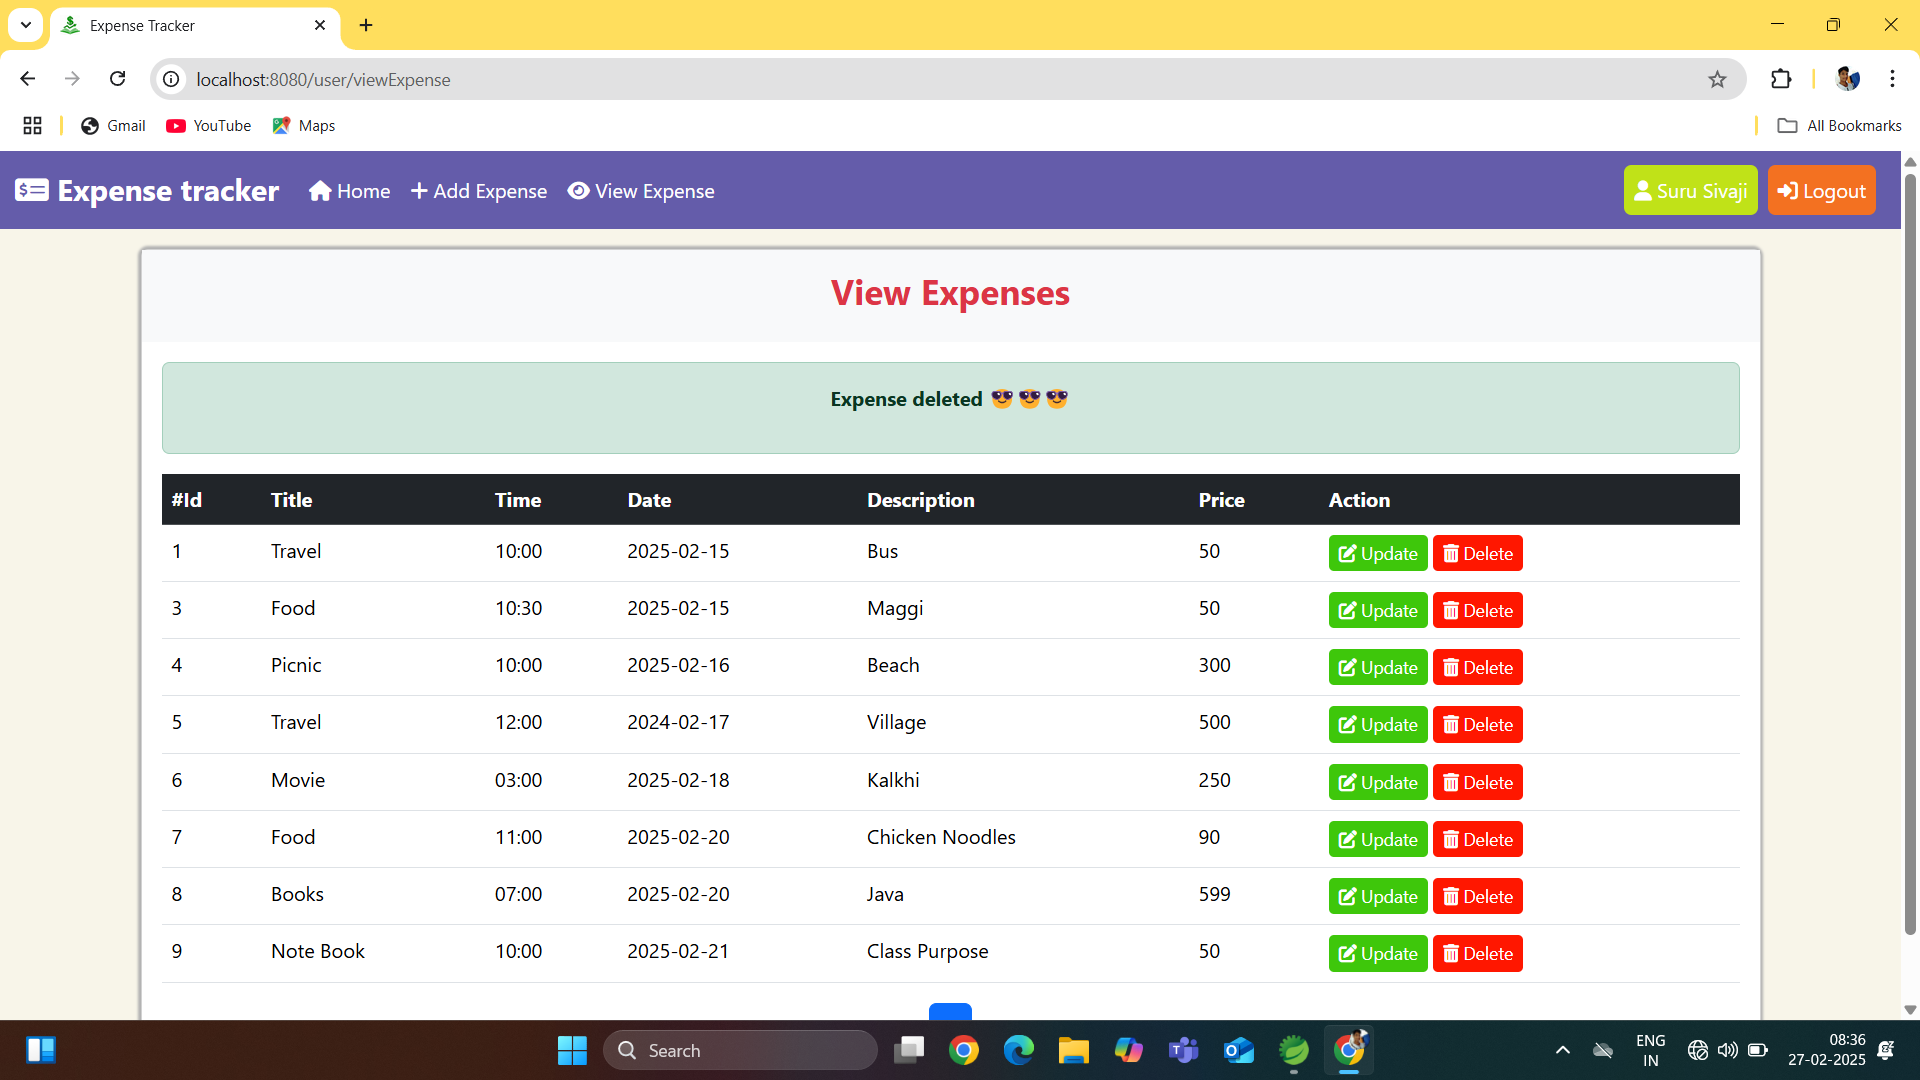 Expense Tracker
localhost:8080/user/viewExpense
Gmail YouTube Maps All Bookmarks
Expense tracker Home Add Expense View Expense Suru Sivaji Logout
View Expenses
Expense deleted 😎😎😎
#Id Title Time Date Description Price Action
1 Travel 10:00 2025-02-15 Bus 50 Update Delete
3 Food 10:30 2025-02-15 Maggi 50 Update Delete
4 Picnic 10:00 2025-02-16 Beach 300 Update Delete
5 Travel 12:00 2024-02-17 Village 500 Update Delete
6 Movie 03:00 2025-02-18 Kalkhi 250 Update Delete
7 Food 11:00 2025-02-20 Chicken Noodles 90 Update Delete
8 Books 07:00 2025-02-20 Java 599 Update Delete
9 Note Book 10:00 2025-02-21 Class Purpose 50 Update Delete
Search ENG 08:36
IN 27-02-2025